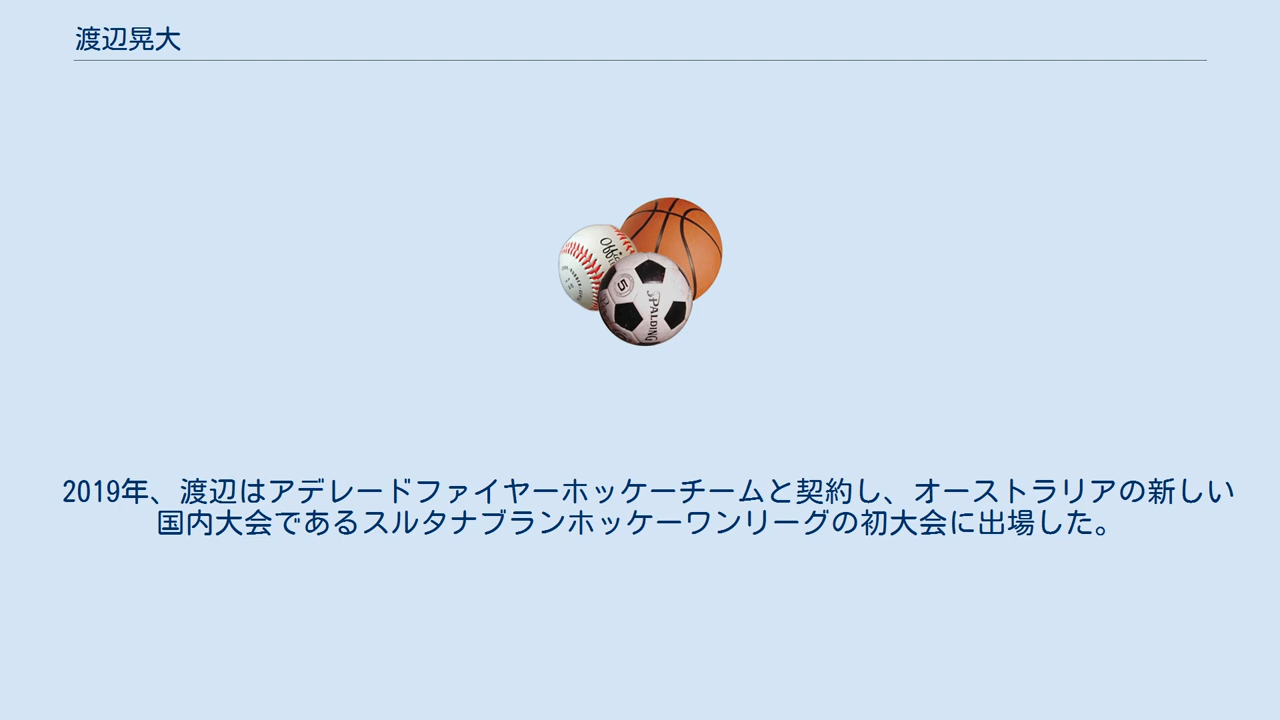 渡辺晃大
Offi
5
SPALDING
2019年、渡辺はアデレードファイヤーホッケーチームと契約し、オーストラリアの新しい
国内大会であるスルタナブランホッケーワンリーグの初大会に出場した。